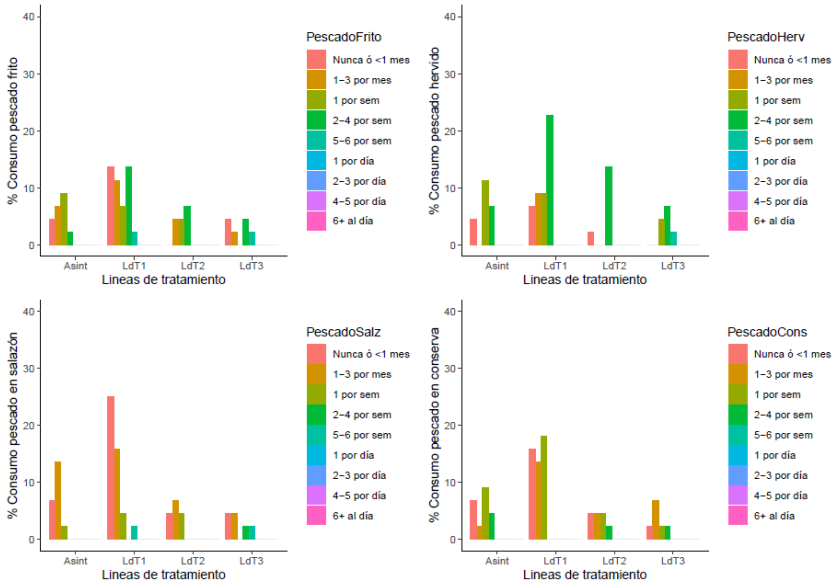 % Consumo pescado frito
40
30
20
10
0
Asint LdT1 LdT2 LdT3
Lineas de tratamiento
PescadoFrito
Nunca ó <1 mes
1−3 por mes
1 por sem
2−4 por sem
5−6 por sem
1 por día
2−3 por día
4−5 por día
6+ al día
% Consumo pescado hervido
40
30
20
10
0
Asint LdT1 LdT2 LdT3
Lineas de tratamiento
PescadoHerv
Nunca ó <1 mes
1−3 por mes
1 por sem
2−4 por sem
5−6 por sem
1 por día
2−3 por día
4−5 por día
6+ al día
% Consumo pescado en salazón
40
30
20
10
0
Asint LdT1 LdT2 LdT3
Lineas de tratamiento
PescadoSalz
Nunca ó <1 mes
1−3 por mes
1 por sem
2−4 por sem
5−6 por sem
1 por día
2−3 por día
4−5 por día
6+ al día
% Consumo pescado en conserva
40
30
20
10
0
Asint LdT1 LdT2 LdT3
Lineas de tratamiento
PescadoCons
Nunca ó <1 mes
1−3 por mes
1 por sem
2−4 por sem
5−6 por sem
1 por día
2−3 por día
4−5 por día
6+ al día